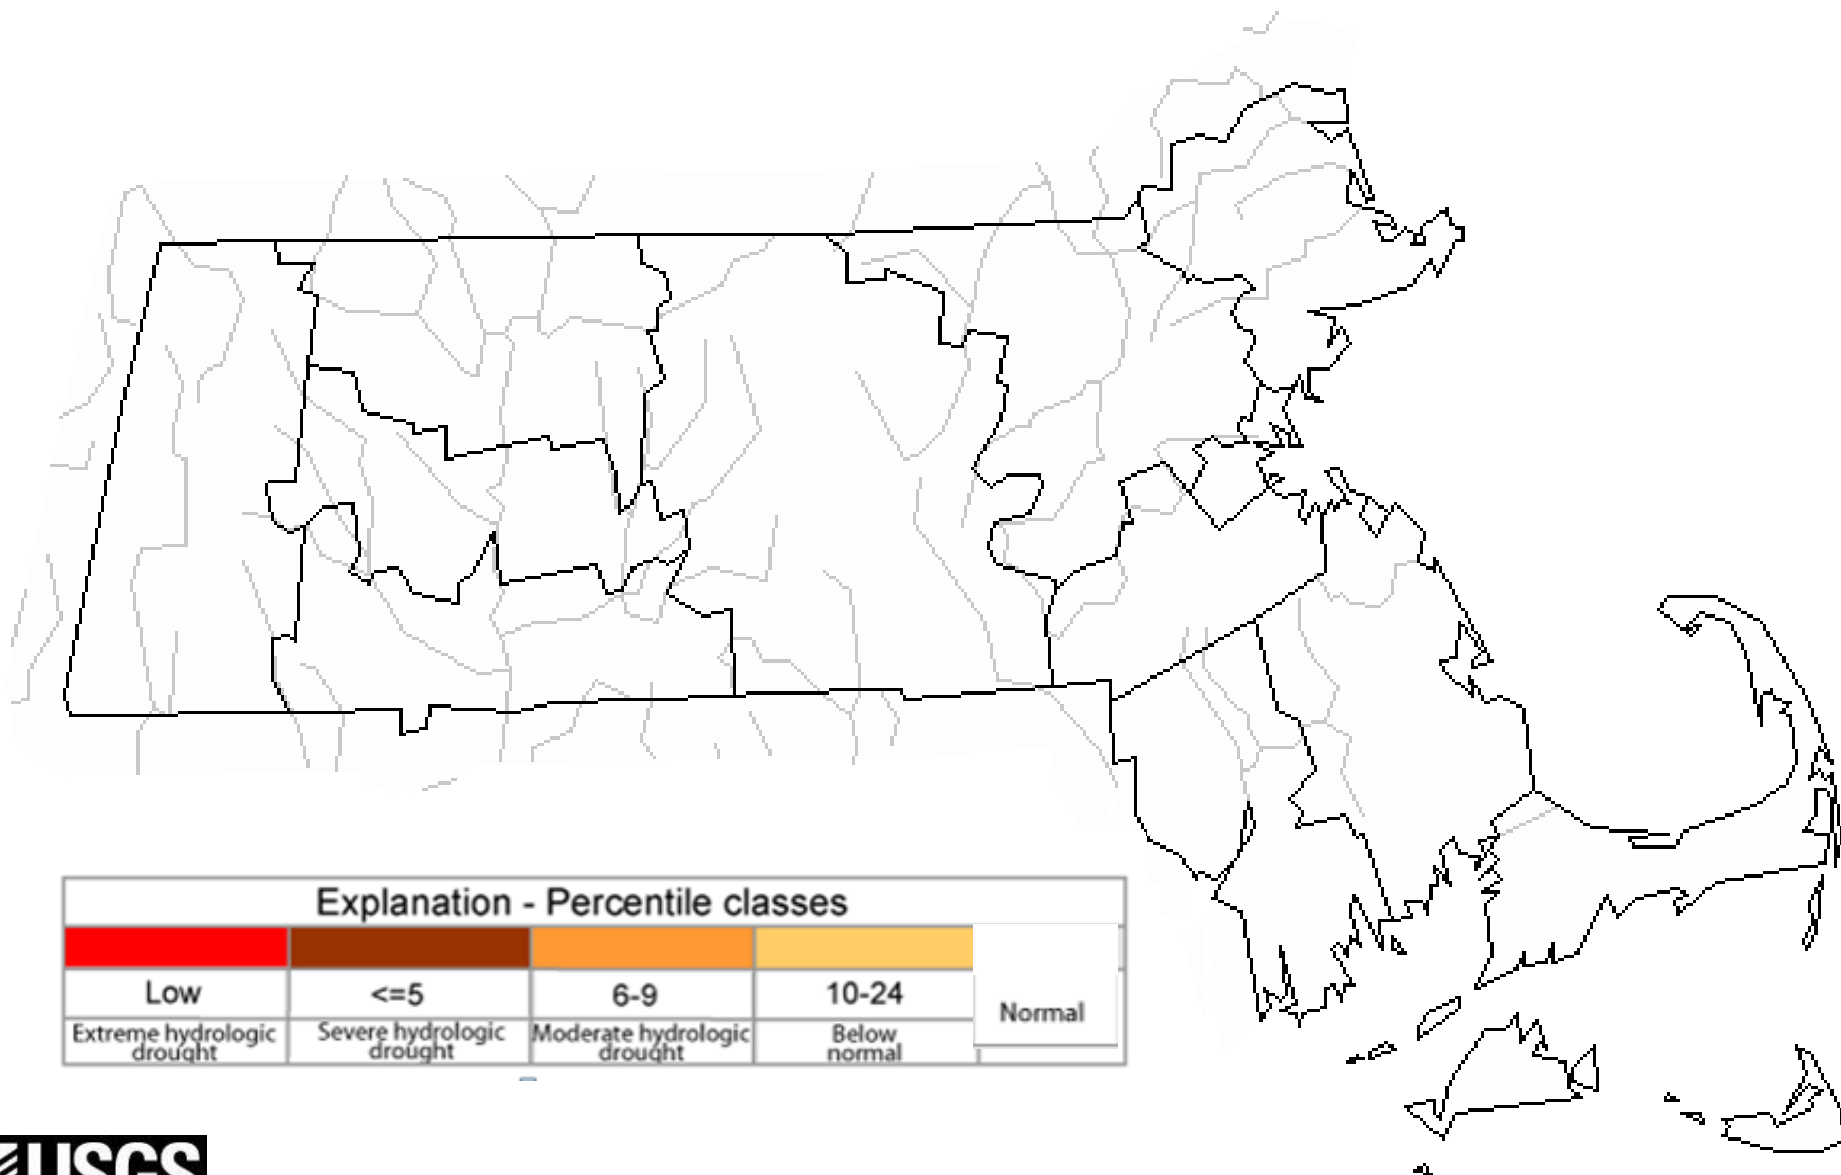 Explanation - Percentile classes
Low <=5 6-9 10-24 Normal
Extreme hydrologic drought Severe hydrologic drought Moderate hydrologic drought Below normal
USGS